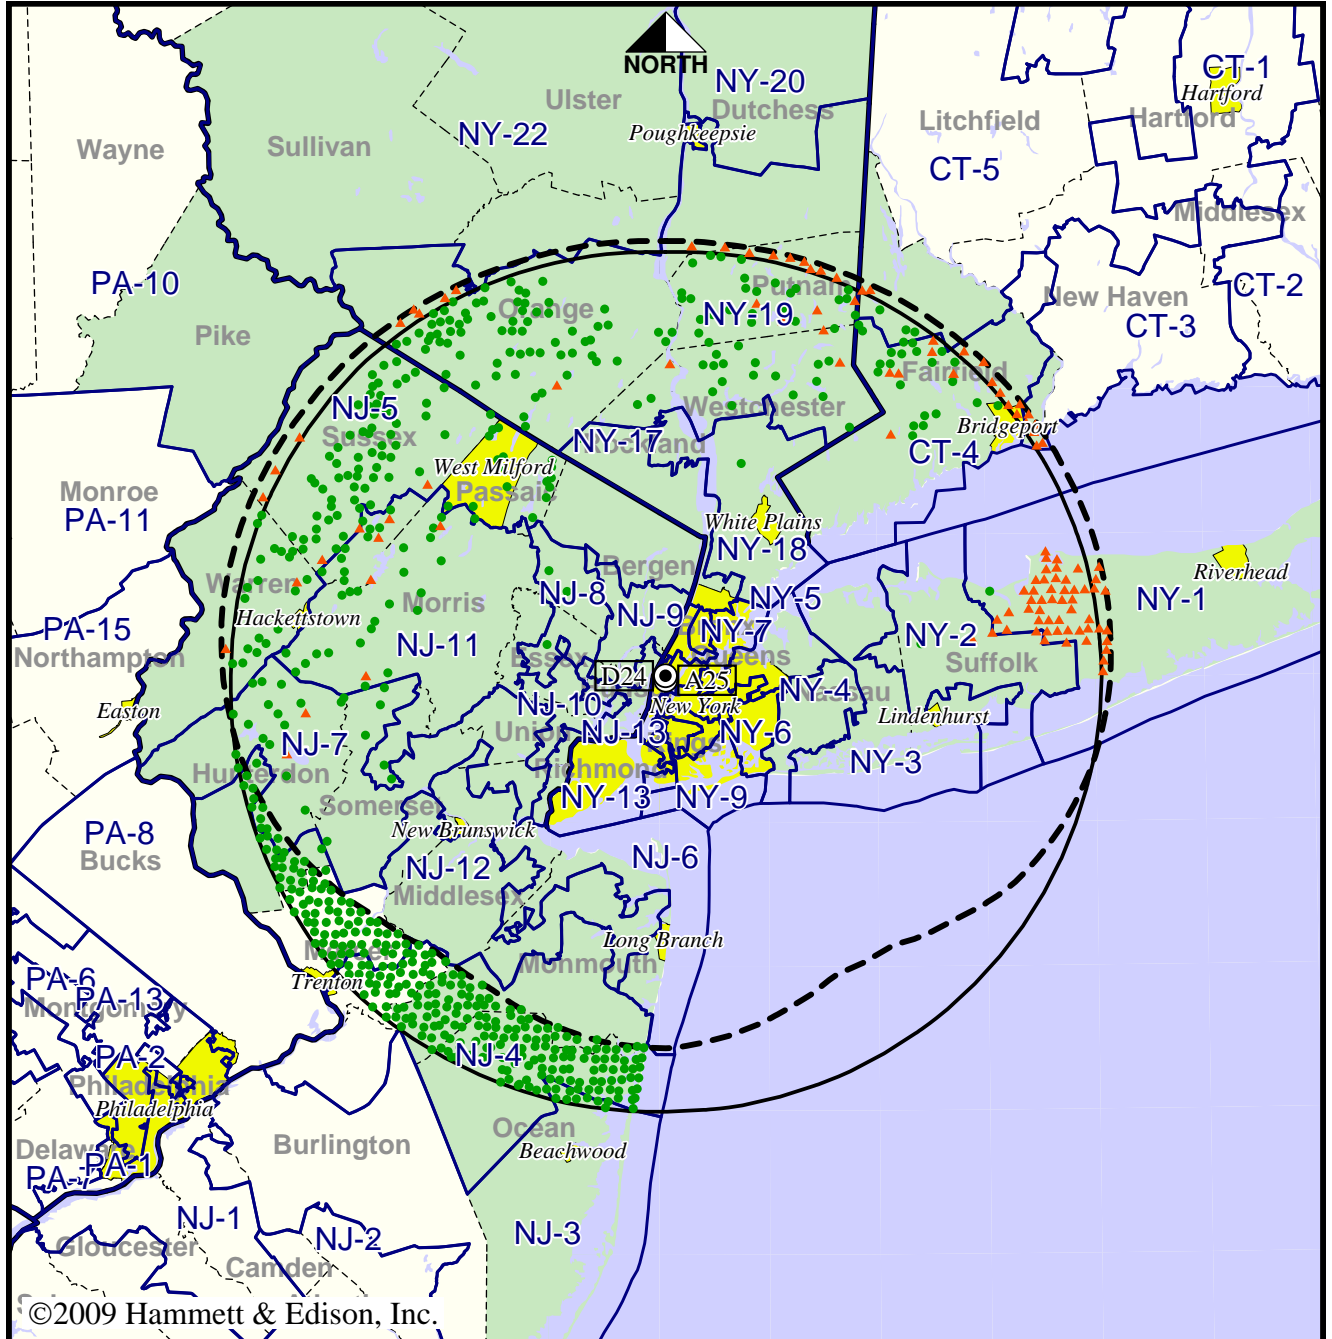 NORTH
NY-20
Dutchess
CT-1
Hartford
Hartford
Ulster
Litchfield
Wayne
Sullivan
NY-22
Poughkeepsie
CT-5
Middlesex
PA-10
CT-2
Pike
Orange
Putnam
NY-19
New Haven
CT-3
Fairfield
NJ-5
Sussex
Westchester
NY-17
Rockland
Bridgeport
CT-4
West Milford
Passaic
Monroe
PA-11
White Plains
NY-18
Bergen
Riverhead
Warren
NJ-8
NY-5
NY-1
Hackettstown
Morris
NJ-9
Bronx
NY-7
PA-15
Northampton
NJ-11
Essex
Queens
NY-2
Suffolk
D24
A25
NY-4
Nassau
Easton
NJ-10
New York
Lindenhurst
NJ-7
Union
NJ-13
Kings
NY-6
Hunterdon
Richmond
NY-3
Somerset
NY-13
NY-9
PA-8
Bucks
New Brunswick
NJ-12
NJ-6
Middlesex
Mercer
Long Branch
Monmouth
Trenton
PA-6
PA-13
Montgomery
PA-2
NJ-4
Philadelphia
Philadelphia
Ocean
Beachwood
Delaware
PA-1
PA-7
Burlington
NJ-1
NJ-2
NJ-3
Gloucester
Camden
©2009 Hammett & Edison, Inc.